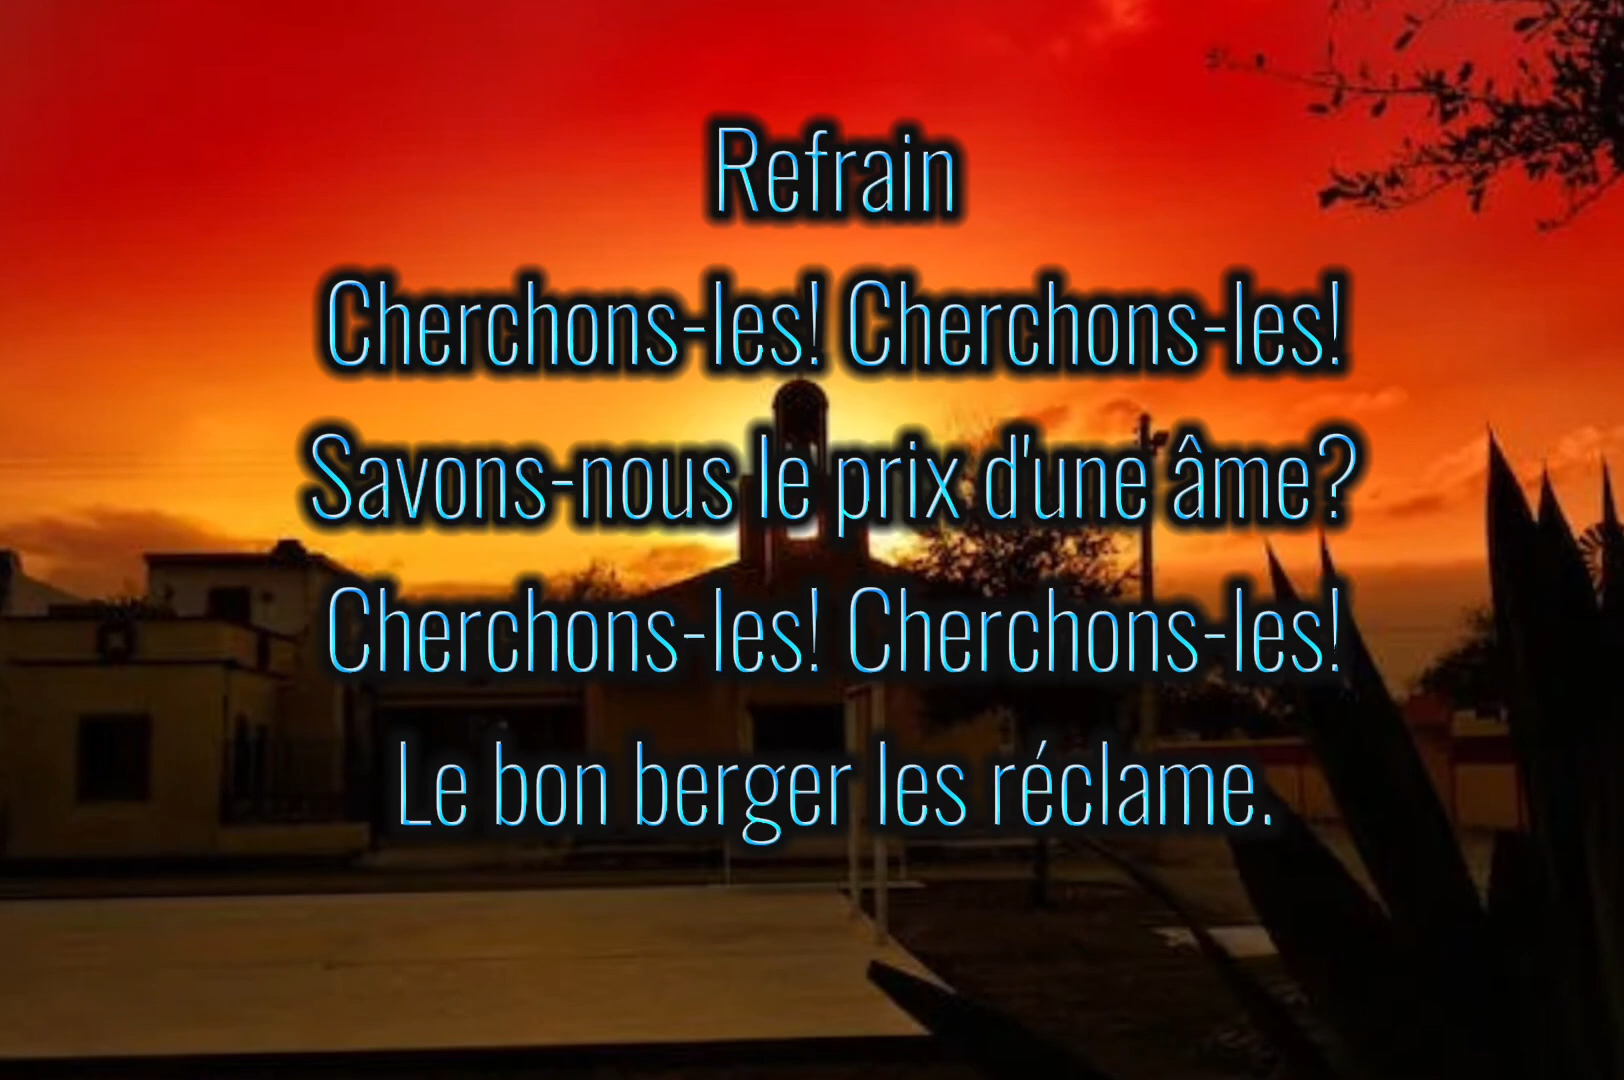 Refrain
Cherchons-les! Cherchons-les!
Savons-nous le prix d'une âme?
Cherchons-les! Cherchons-les!
Le bon berger les réclame.